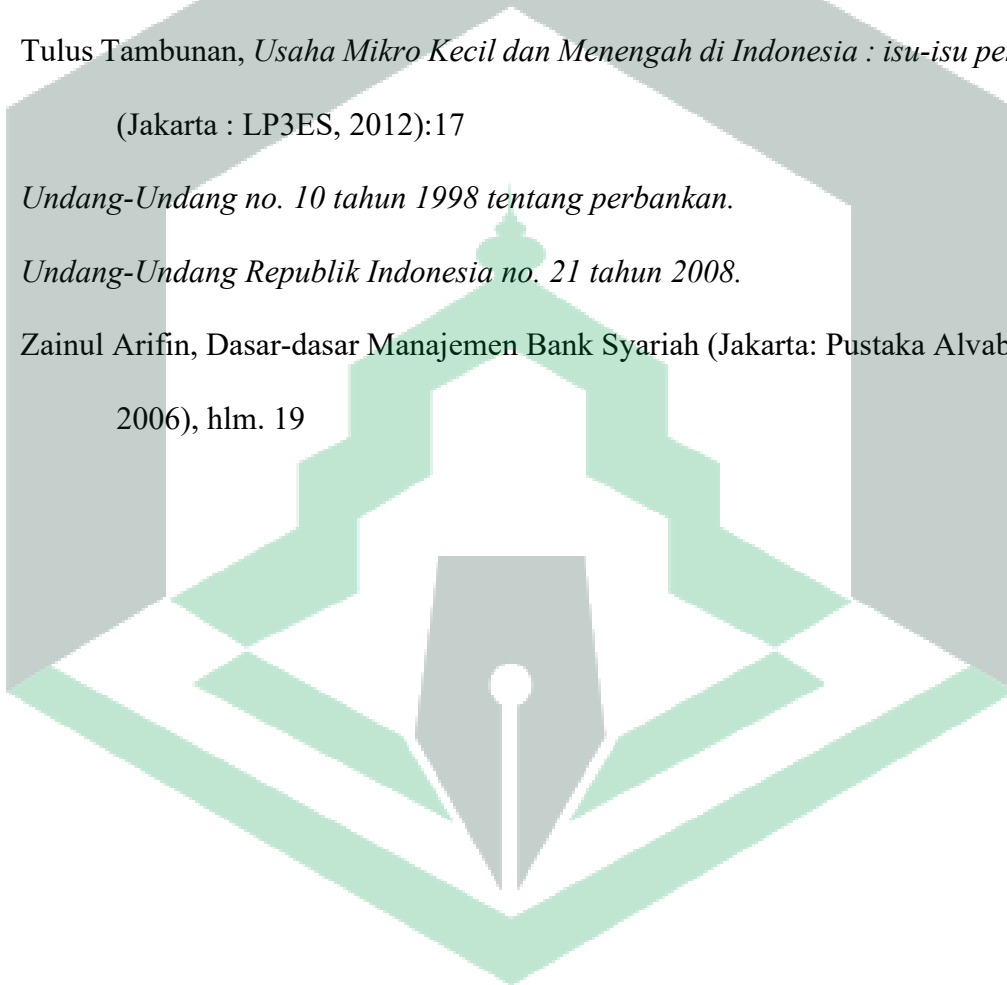 Tulus Tambunan, Usaha Mikro Kecil dan Menengah di Indonesia : isu-isu
(Jakarta : LP3ES, 2012):17
Undang-Undang no. 10 tahun 1998 tentang perbankan.
Undang-Undang Republik Indonesia no. 21 tahun 2008.
Zainul Arifin, Dasar-dasar Manajemen Bank Syariah (Jakarta: Pustaka
2006), hlm. 19